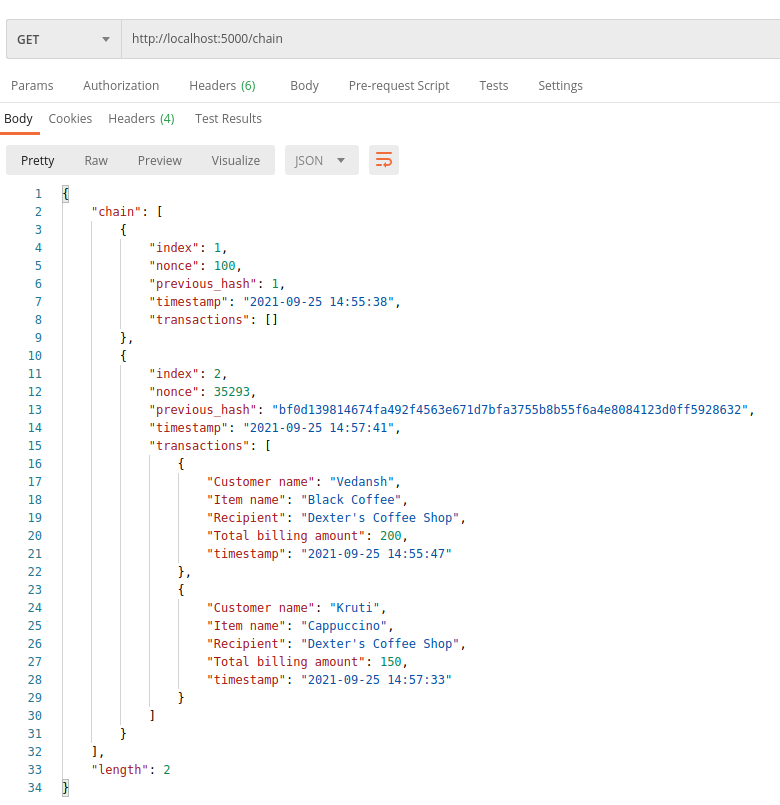 GET http://localhost:5000/chain
Params Authorization Headers (6) Body Pre-request Script Tests Settings
Body Cookies Headers (4) Test Results
Pretty Raw Preview Visualize JSON
1 {
2 "chain": [
3 {
4 "index": 1,
5 "nonce": 100,
6 "previous_hash": 1,
7 "timestamp": "2021-09-25 14:55:38",
8 "transactions": []
9 },
10 {
11 "index": 2,
12 "nonce": 35293,
13 "previous_hash": "bf0d139814674fa492f4563e671d7bfa3755b8b55f6a4e8084123d0ff5928632",
14 "timestamp": "2021-09-25 14:57:41",
15 "transactions": [
16 {
17 "Customer name": "Vedansh",
18 "Item name": "Black Coffee",
19 "Recipient": "Dexter's Coffee Shop",
20 "Total billing amount": 200,
21 "timestamp": "2021-09-25 14:55:47"
22 },
23 {
24 "Customer name": "Kruti",
25 "Item name": "Cappuccino",
26 "Recipient": "Dexter's Coffee Shop",
27 "Total billing amount": 150,
28 "timestamp": "2021-09-25 14:57:33"
29 }
30 ]
31 }
32 ],
33 "length": 2
34 }